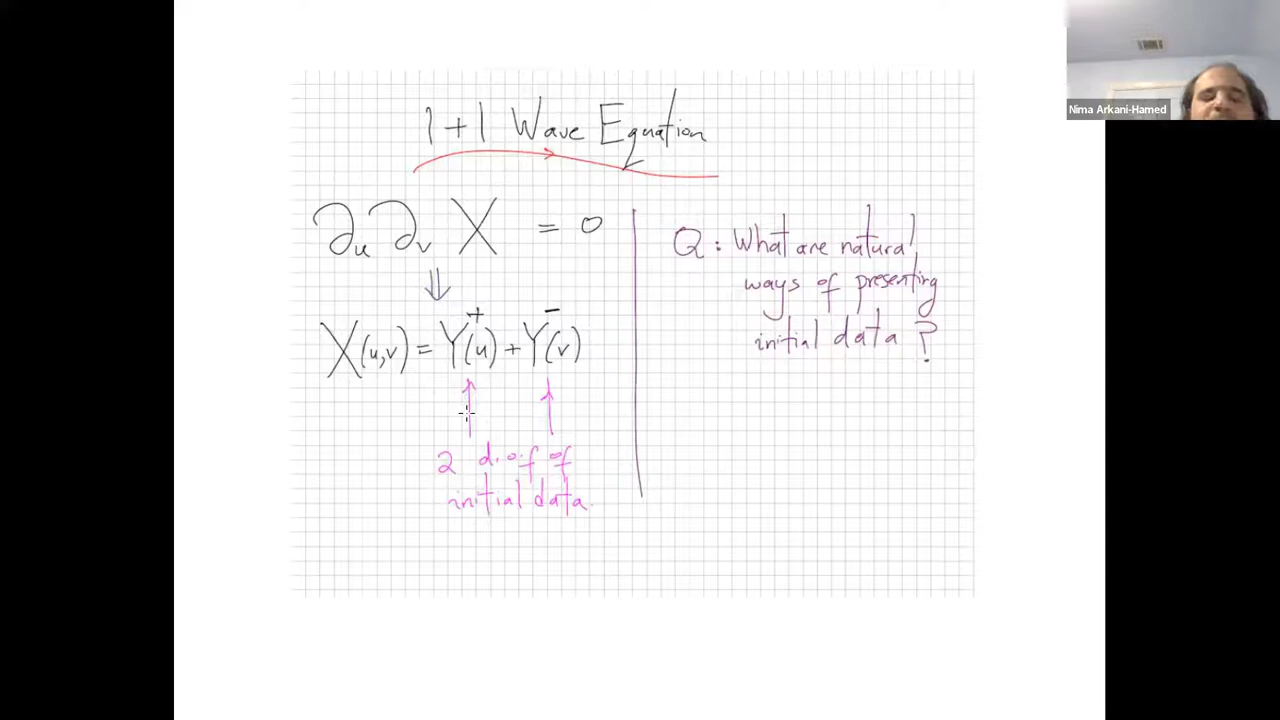 1+1 Wave Equation
∂u ∂v X = 0
⇓
X(u,v) = Y⁺(u) + Y⁻(v)
2 d.o.f of
initial data.
Q: What are natural
ways of presenting
initial data?
Nima Arkani-Hamed